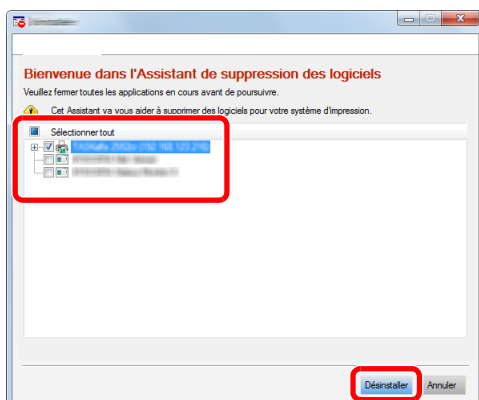 Bienvenue dans l'Assistant de suppression des logiciels
Veuillez fermer toutes les applications en cours avant de poursuivre.
Cet Assistant va vous aider à supprimer des logiciels pour votre système d'impression.
Sélectionner tout
Désinstaller
Annuler